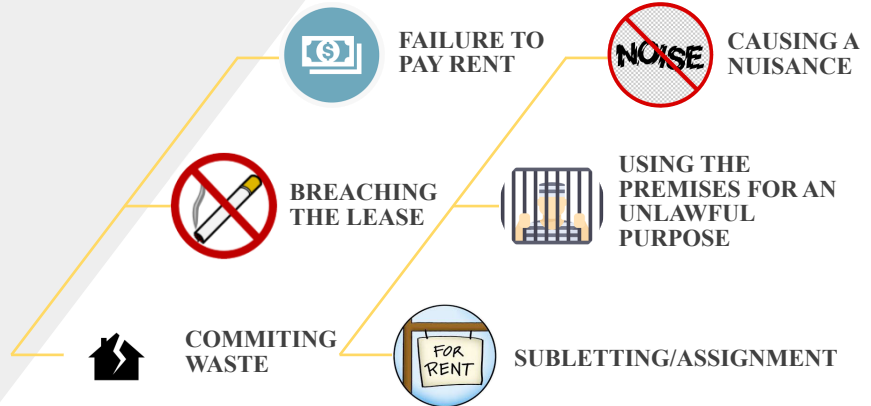 FAILURE TO
PAY RENT
NOISE
CAUSING A
NUISANCE
BREACHING
THE LEASE
USING THE
PREMISES FOR AN
UNLAWFUL
PURPOSE
COMMITING
WASTE
FOR
RENT
SUBLETTING/ASSIGNMENT